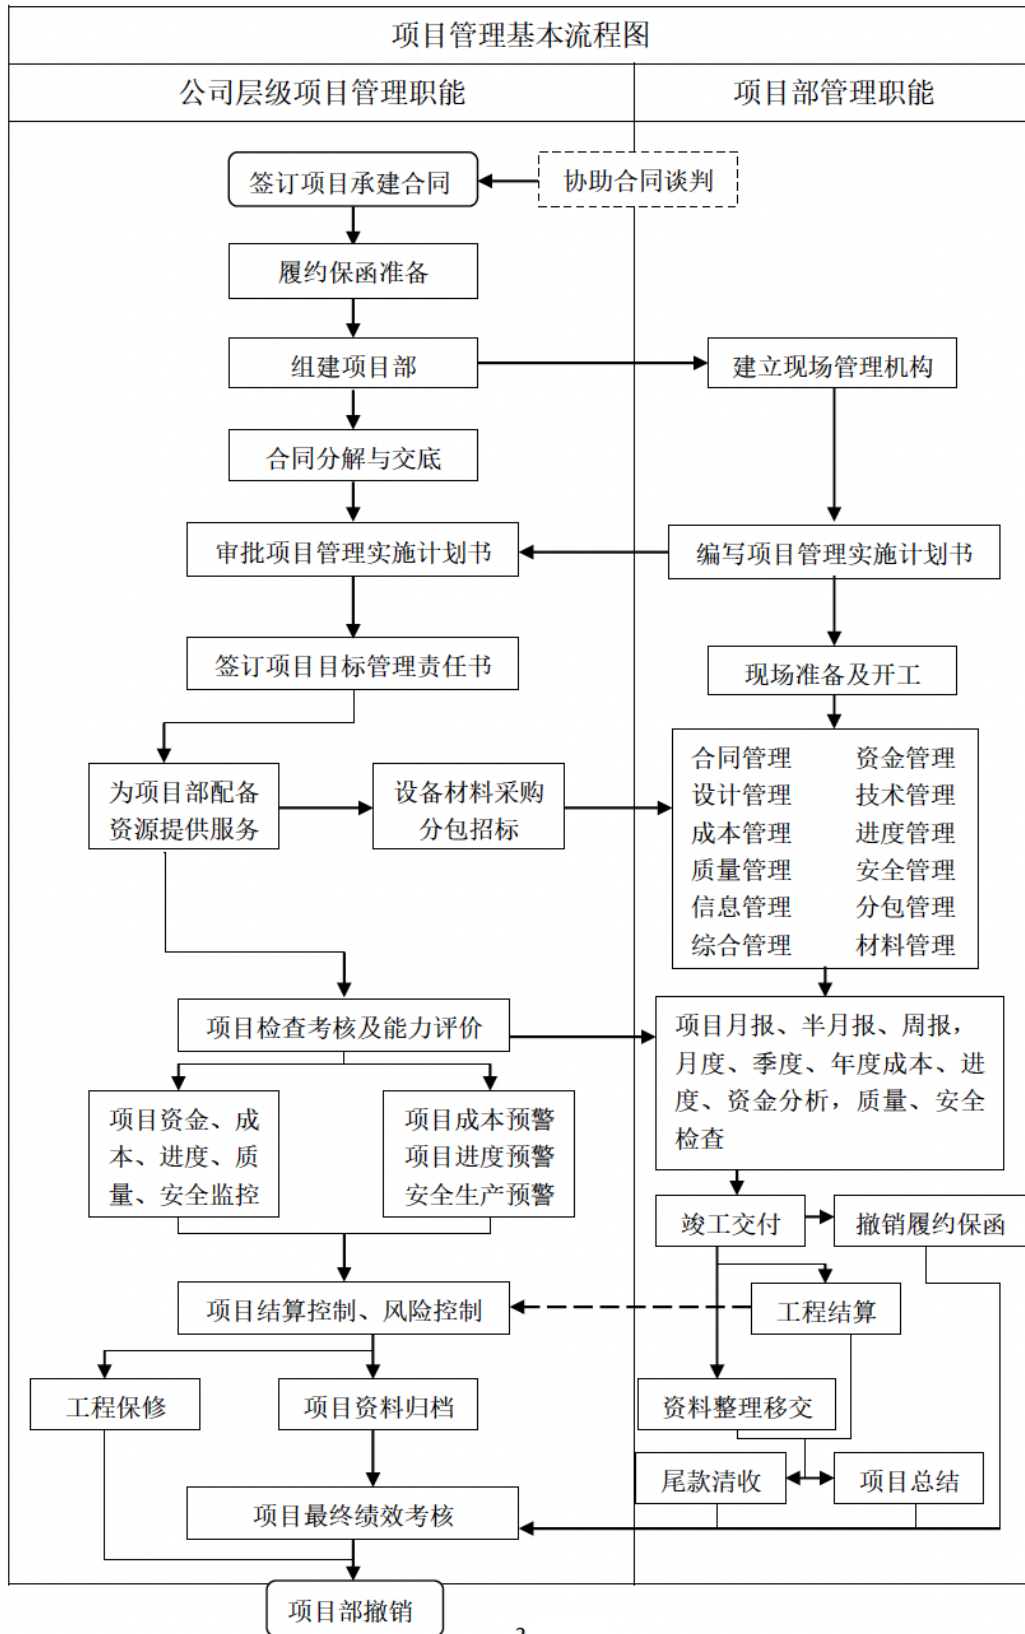 项目管理基本流程图
公司层级项目管理职能
项目部管理职能
签订项目承建合同
协助合同谈判
履约保函准备
组建项目部
建立现场管理机构
合同分解与交底
审批项目管理实施计划书
编写项目管理实施计划书
签订项目目标管理责任书
现场准备及开工
为项目部配备
资源提供服务
设备材料采购
分包招标
合同管理 资金管理
设计管理 技术管理
成本管理 进度管理
质量管理 安全管理
信息管理 分包管理
综合管理 材料管理
项目检查考核及能力评价
项目月报、半月报、周报，
月度、季度、年度成本、进
度、资金分析，质量、安全
检查
项目资金、成
本、进度、质
量、安全监控
项目成本预警
项目进度预警
安全生产预警
竣工交付
撤销履约保函
项目结算控制、风险控制
工程结算
工程保修
项目资料归档
资料整理移交
尾款清收
项目总结
项目最终绩效考核
项目部撤销